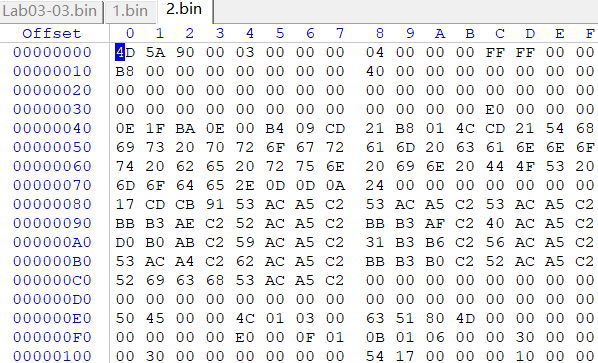 Lab03-03.bin 1.bin 2.bin
Offset 0 1 2 3 4 5 6 7 8 9 A B C D E F
00000000 4D 5A 90 00 03 00 00 00 04 00 00 00 FF FF 00 00
00000010 B8 00 00 00 00 00 00 00 40 00 00 00 00 00 00 00
00000020 00 00 00 00 00 00 00 00 00 00 00 00 00 00 00 00
00000030 00 00 00 00 00 00 00 00 00 00 00 00 E0 00 00 00
00000040 0E 1F BA 0E 00 B4 09 CD 21 B8 01 4C CD 21 54 68
00000050 69 73 20 70 72 6F 67 72 61 6D 20 63 61 6E 6E 6F
00000060 74 20 62 65 20 72 75 6E 20 69 6E 20 44 4F 53 20
00000070 6D 6F 64 65 2E 0D 0D 0A 24 00 00 00 00 00 00 00
00000080 17 CD CB 91 53 AC A5 C2 53 AC A5 C2 53 AC A5 C2
00000090 BB B3 AE C2 52 AC A5 C2 BB B3 AF C2 40 AC A5 C2
000000A0 D0 B0 AB C2 59 AC A5 C2 31 B3 B6 C2 56 AC A5 C2
000000B0 53 AC A4 C2 62 AC A5 C2 BB B3 B0 C2 52 AC A5 C2
000000C0 52 69 63 68 53 AC A5 C2 00 00 00 00 00 00 00 00
000000D0 00 00 00 00 00 00 00 00 00 00 00 00 00 00 00 00
000000E0 50 45 00 00 4C 01 03 00 63 51 80 4D 00 00 00 00
000000F0 00 00 00 00 E0 00 0F 01 0B 01 06 00 00 30 00 00
00000100 00 30 00 00 00 00 00 00 54 17 00 00 00 10 00 00